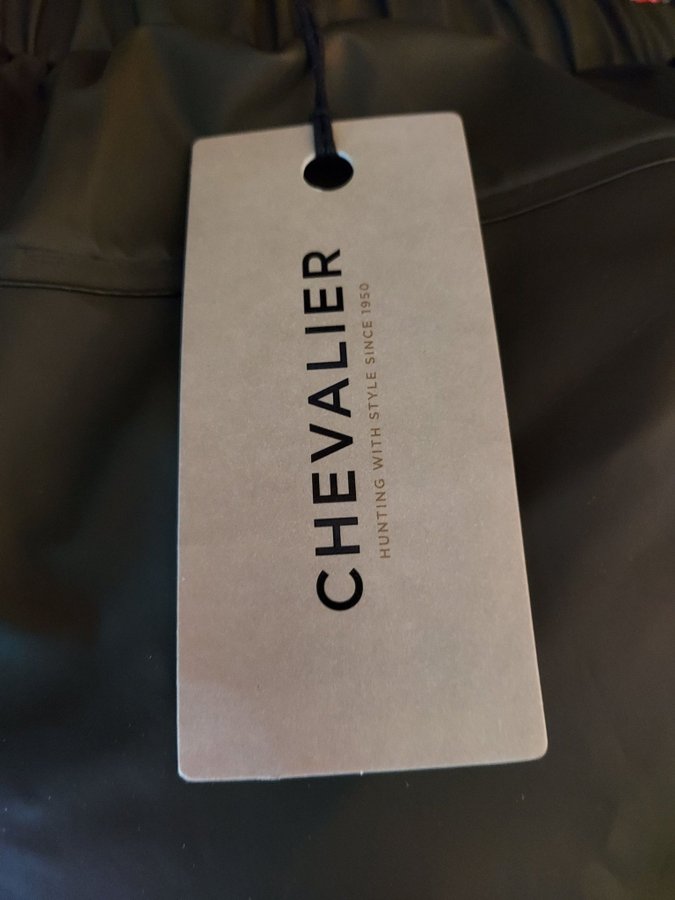 CHEVALIER
HUNTING WITH STYLE SINCE 1950